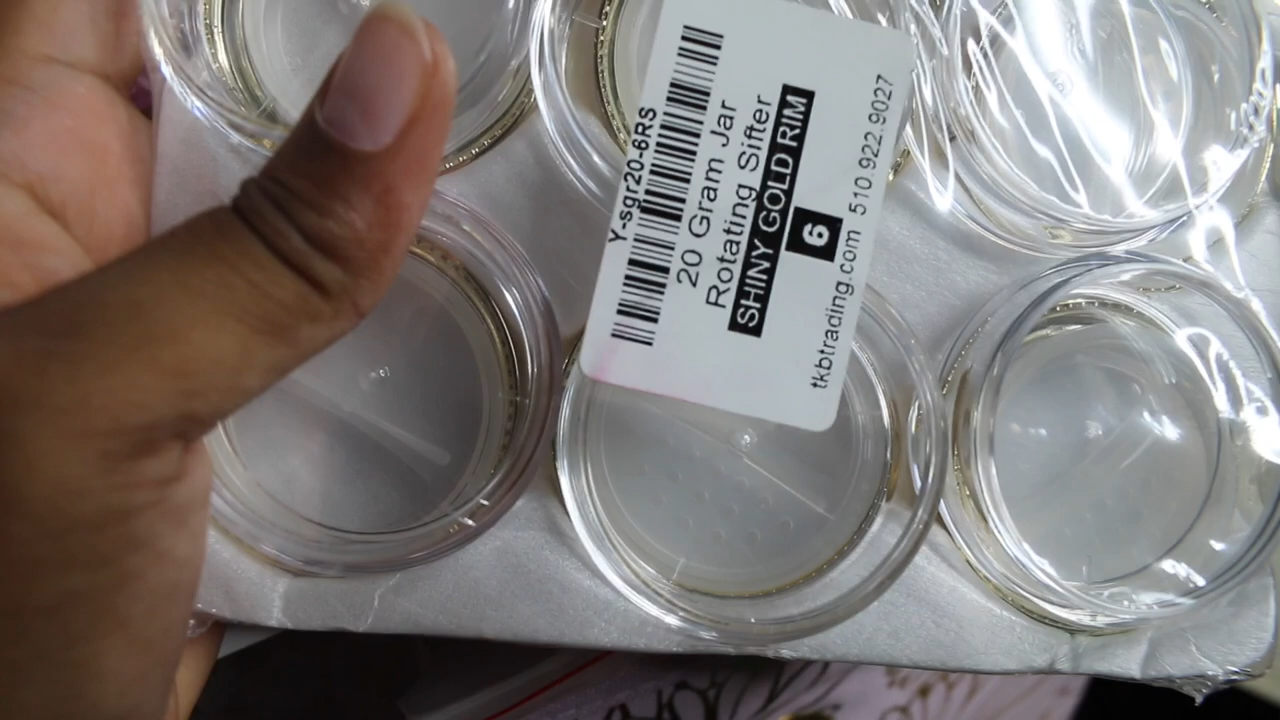 Y-sgr20-6RS
20 Gram Jar
Rotating Sifter
SHINY GOLD RIM
6
tkbtrading.com 510.922.9027